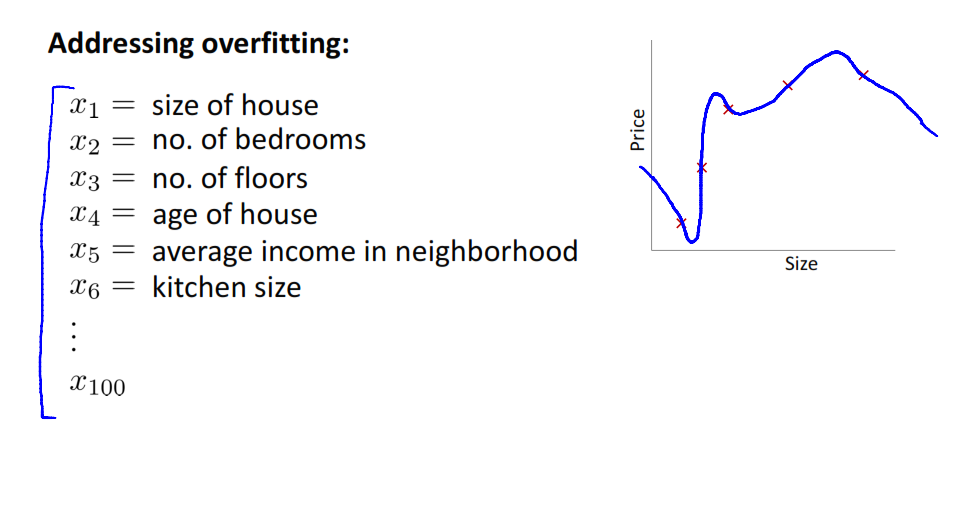 Addressing overfitting:
x₁ = size of house
x₂ = no. of bedrooms
x₃ = no. of floors
x₄ = age of house
x₅ = average income in neighborhood
x₆ = kitchen size
⋮
x₁₀₀
Price
Size